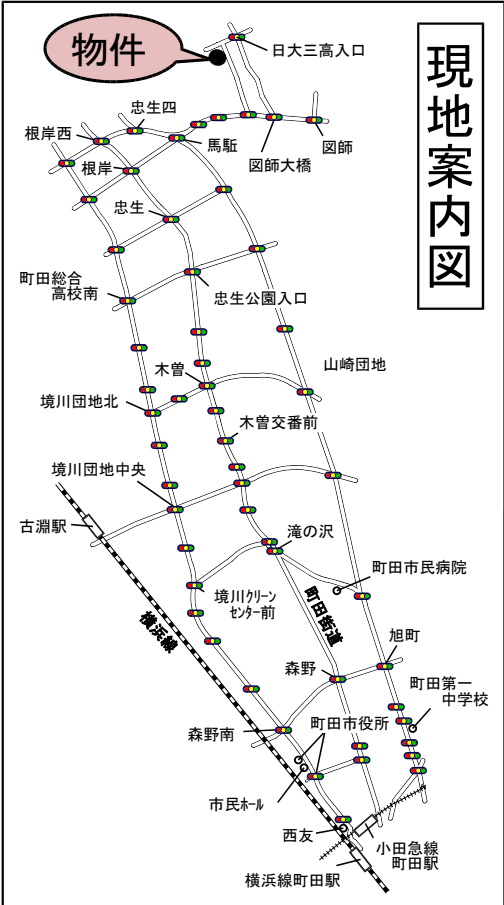 現地案内図
物件
日大三高入口
忠生四
根岸西
馬駈
図師大橋
図師
根岸
忠生
町田総合
高校南
忠生公園入口
山崎団地
木曽
境川団地北
木曽交番前
境川団地中央
古淵駅
滝の沢
町田市民病院
境川ｸﾘｰﾝ
ｾﾝﾀｰ前
町田街道
横浜線
旭町
森野
町田第一
中学校
町田市役所
森野南
市民ﾎｰﾙ
西友
小田急線
町田駅
横浜線町田駅